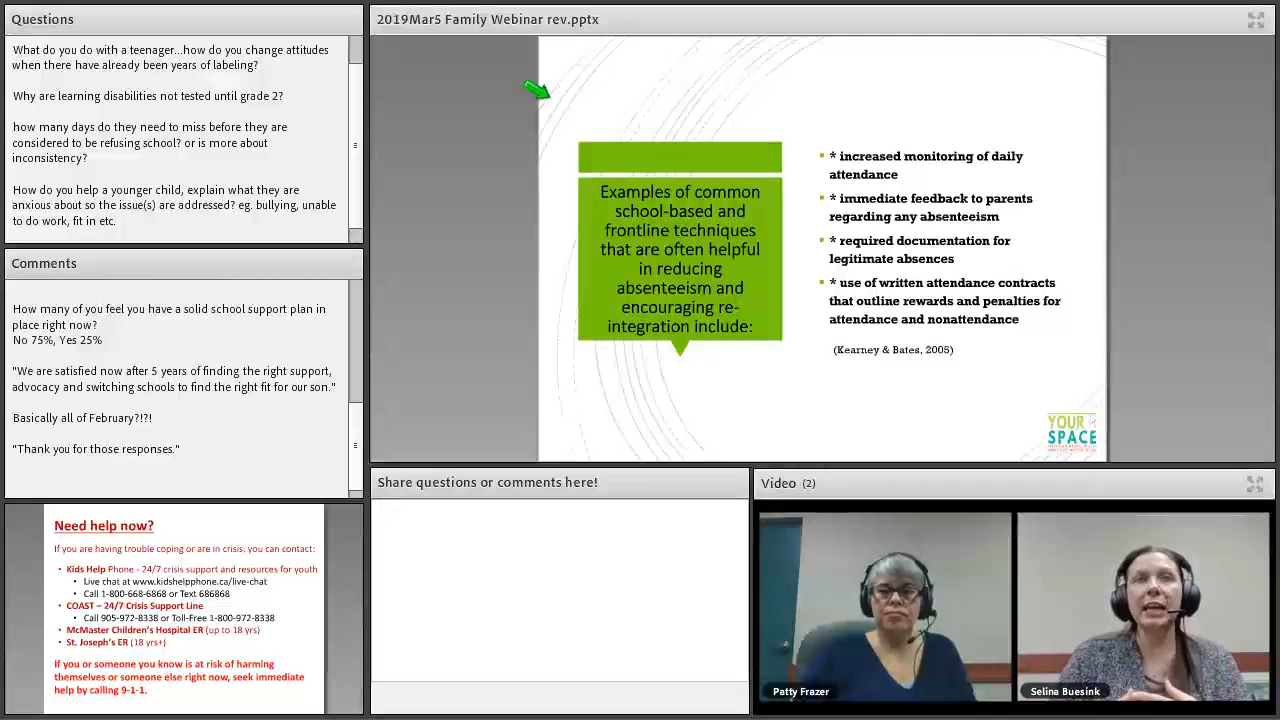 Questions
What do you do with a teenager...how do you change attitudes
when there have already been years of labeling?
Why are learning disabilities not tested until grade 2?
how many days do they need to miss before they are
considered to be refusing school? or is more about
inconsistency?
How do you help a younger child, explain what they are
anxious about so the issue(s) are addressed? eg. bullying, unable
to do work, fit in etc.
Comments
How many of you feel you have a solid school support plan in
place right now?
No 75%, Yes 25%
"We are satisfied now after 5 years of finding the right support,
advocacy and switching schools to find the right fit for our son."
Basically all of February?!?!
"Thank you for those responses."
Need help now?
If you are having trouble coping or are in crisis. you can contact:
• Kids Help Phone - 24/7 crisis support and resources for youth
• Live chat at www.kidshelpphone.ca/live-chat
• Call 1-800-668-6868 or Text 686868
• COAST – 24/7 Crisis Support Line
• Call 905-972-8338 or Toll-Free 1-800-972-8338
• McMaster Children's Hospital ER (up to 18 yrs)
• St. Joseph's ER (18 yrs+)
If you or someone you know is at risk of harming
themselves or someone else right now, seek immediate
help by calling 9-1-1.
2019Mar5 Family Webinar rev.pptx
Examples of common
school-based and
frontline techniques
that are often helpful
in reducing
absenteeism and
encouraging re-
integration include:
* increased monitoring of daily
attendance
* immediate feedback to parents
regarding any absenteeism
* required documentation for
legitimate absences
* use of written attendance contracts
that outline rewards and penalties for
attendance and nonattendance
(Kearney & Bates, 2005)
YOUR
SPACE
Share questions or comments here!
Video (2)
Patty Frazer
Selina Buesink